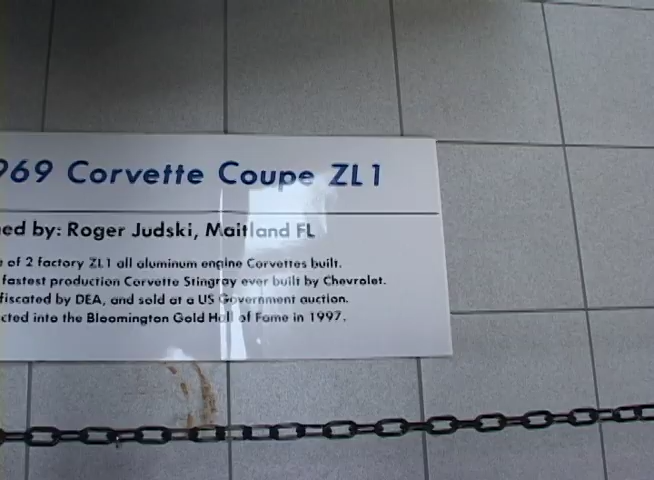 969 Corvette Coupe ZL1
ed by: Roger Judski, Maitland FL
e of 2 factory ZL1 all aluminum engine Corvettes built.
fastest production Corvette Stingray ever built by Chevrolet.
fiscated by DEA, and sold at a US Government auction.
cted into the Bloomington Gold Hall of Fame in 1997.